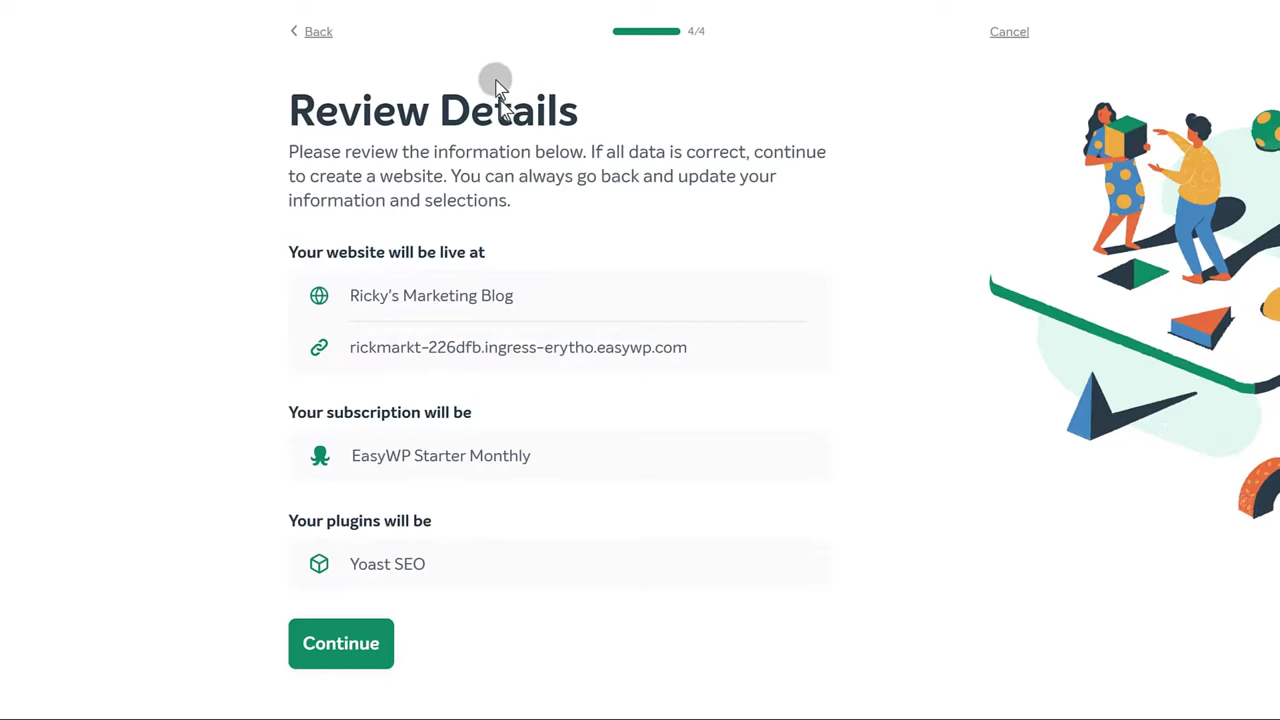 Back
4/4
Cancel
Review Details
Please review the information below. If all data is correct, continue
to create a website. You can always go back and update your
information and selections.
Your website will be live at
Ricky's Marketing Blog
rickmarkt-226dfb.ingress-erytho.easywp.com
Your subscription will be
EasyWP Starter Monthly
Your plugins will be
Yoast SEO
Continue